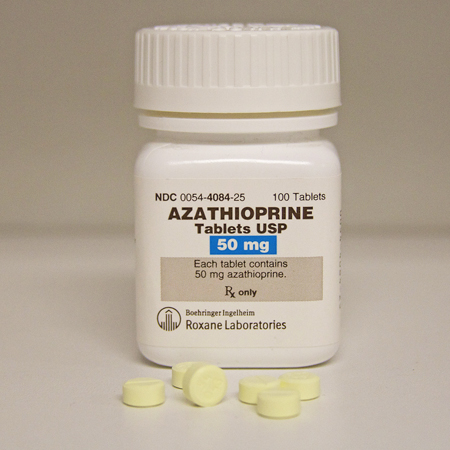 NDC 0054-4084-25 100 Tablets
AZATHIOPRINE
Tablets USP
50 mg
Each tablet contains
50 mg azathioprine.
Rx only
Boehringer Ingelheim
Roxane Laboratories